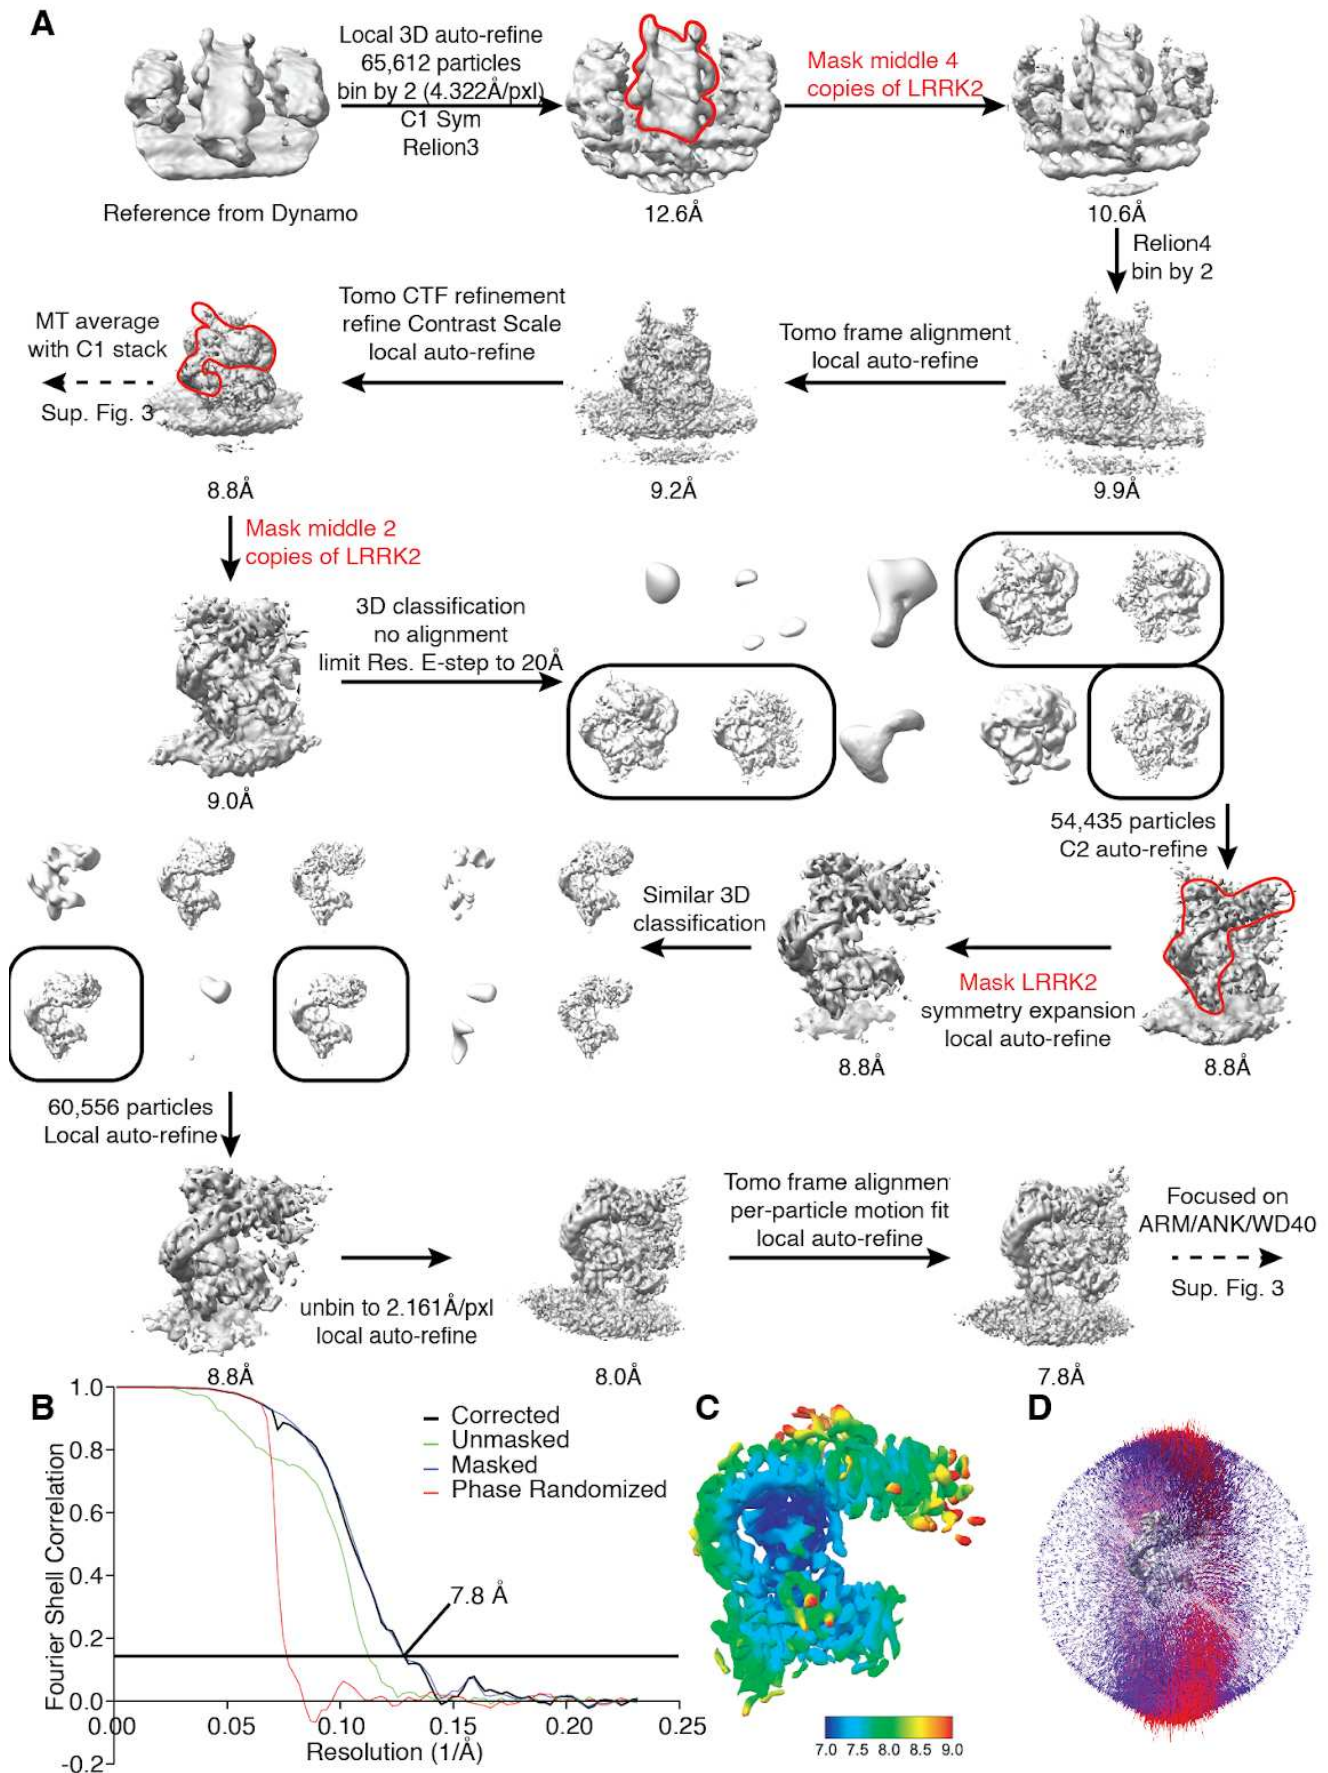 A
Local 3D auto-refine
65,612 particles
bin by 2 (4.322Å/pxl)
C1 Sym
Relion3
Mask middle 4
copies of LRRK2
Reference from Dynamo
12.6Å
10.6Å
Relion4
bin by 2
MT average
with C1 stack
Sup. Fig. 3
Tomo CTF refinement
refine Contrast Scale
local auto-refine
Tomo frame alignment
local auto-refine
8.8Å
9.2Å
9.9Å
Mask middle 2
copies of LRRK2
3D classification
no alignment
limit Res. E-step to 20Å
9.0Å
54,435 particles
C2 auto-refine
Similar 3D
classification
Mask LRRK2
symmetry expansion
local auto-refine
8.8Å
8.8Å
60,556 particles
Local auto-refine
unbin to 2.161Å/pxl
local auto-refine
Tomo frame alignmen
per-particle motion fit
local auto-refine
Focused on
ARM/ANK/WD40
Sup. Fig. 3
8.8Å
8.0Å
7.8Å
B
Fourier Shell Correlation
1.0
0.8
0.6
0.4
0.2
0.0
-0.2
Corrected
Unmasked
Masked
Phase Randomized
7.8 Å
0.00
0.05
0.10
0.15
0.20
0.25
Resolution (1/Å)
C
7.0
7.5
8.0
8.5
9.0
D